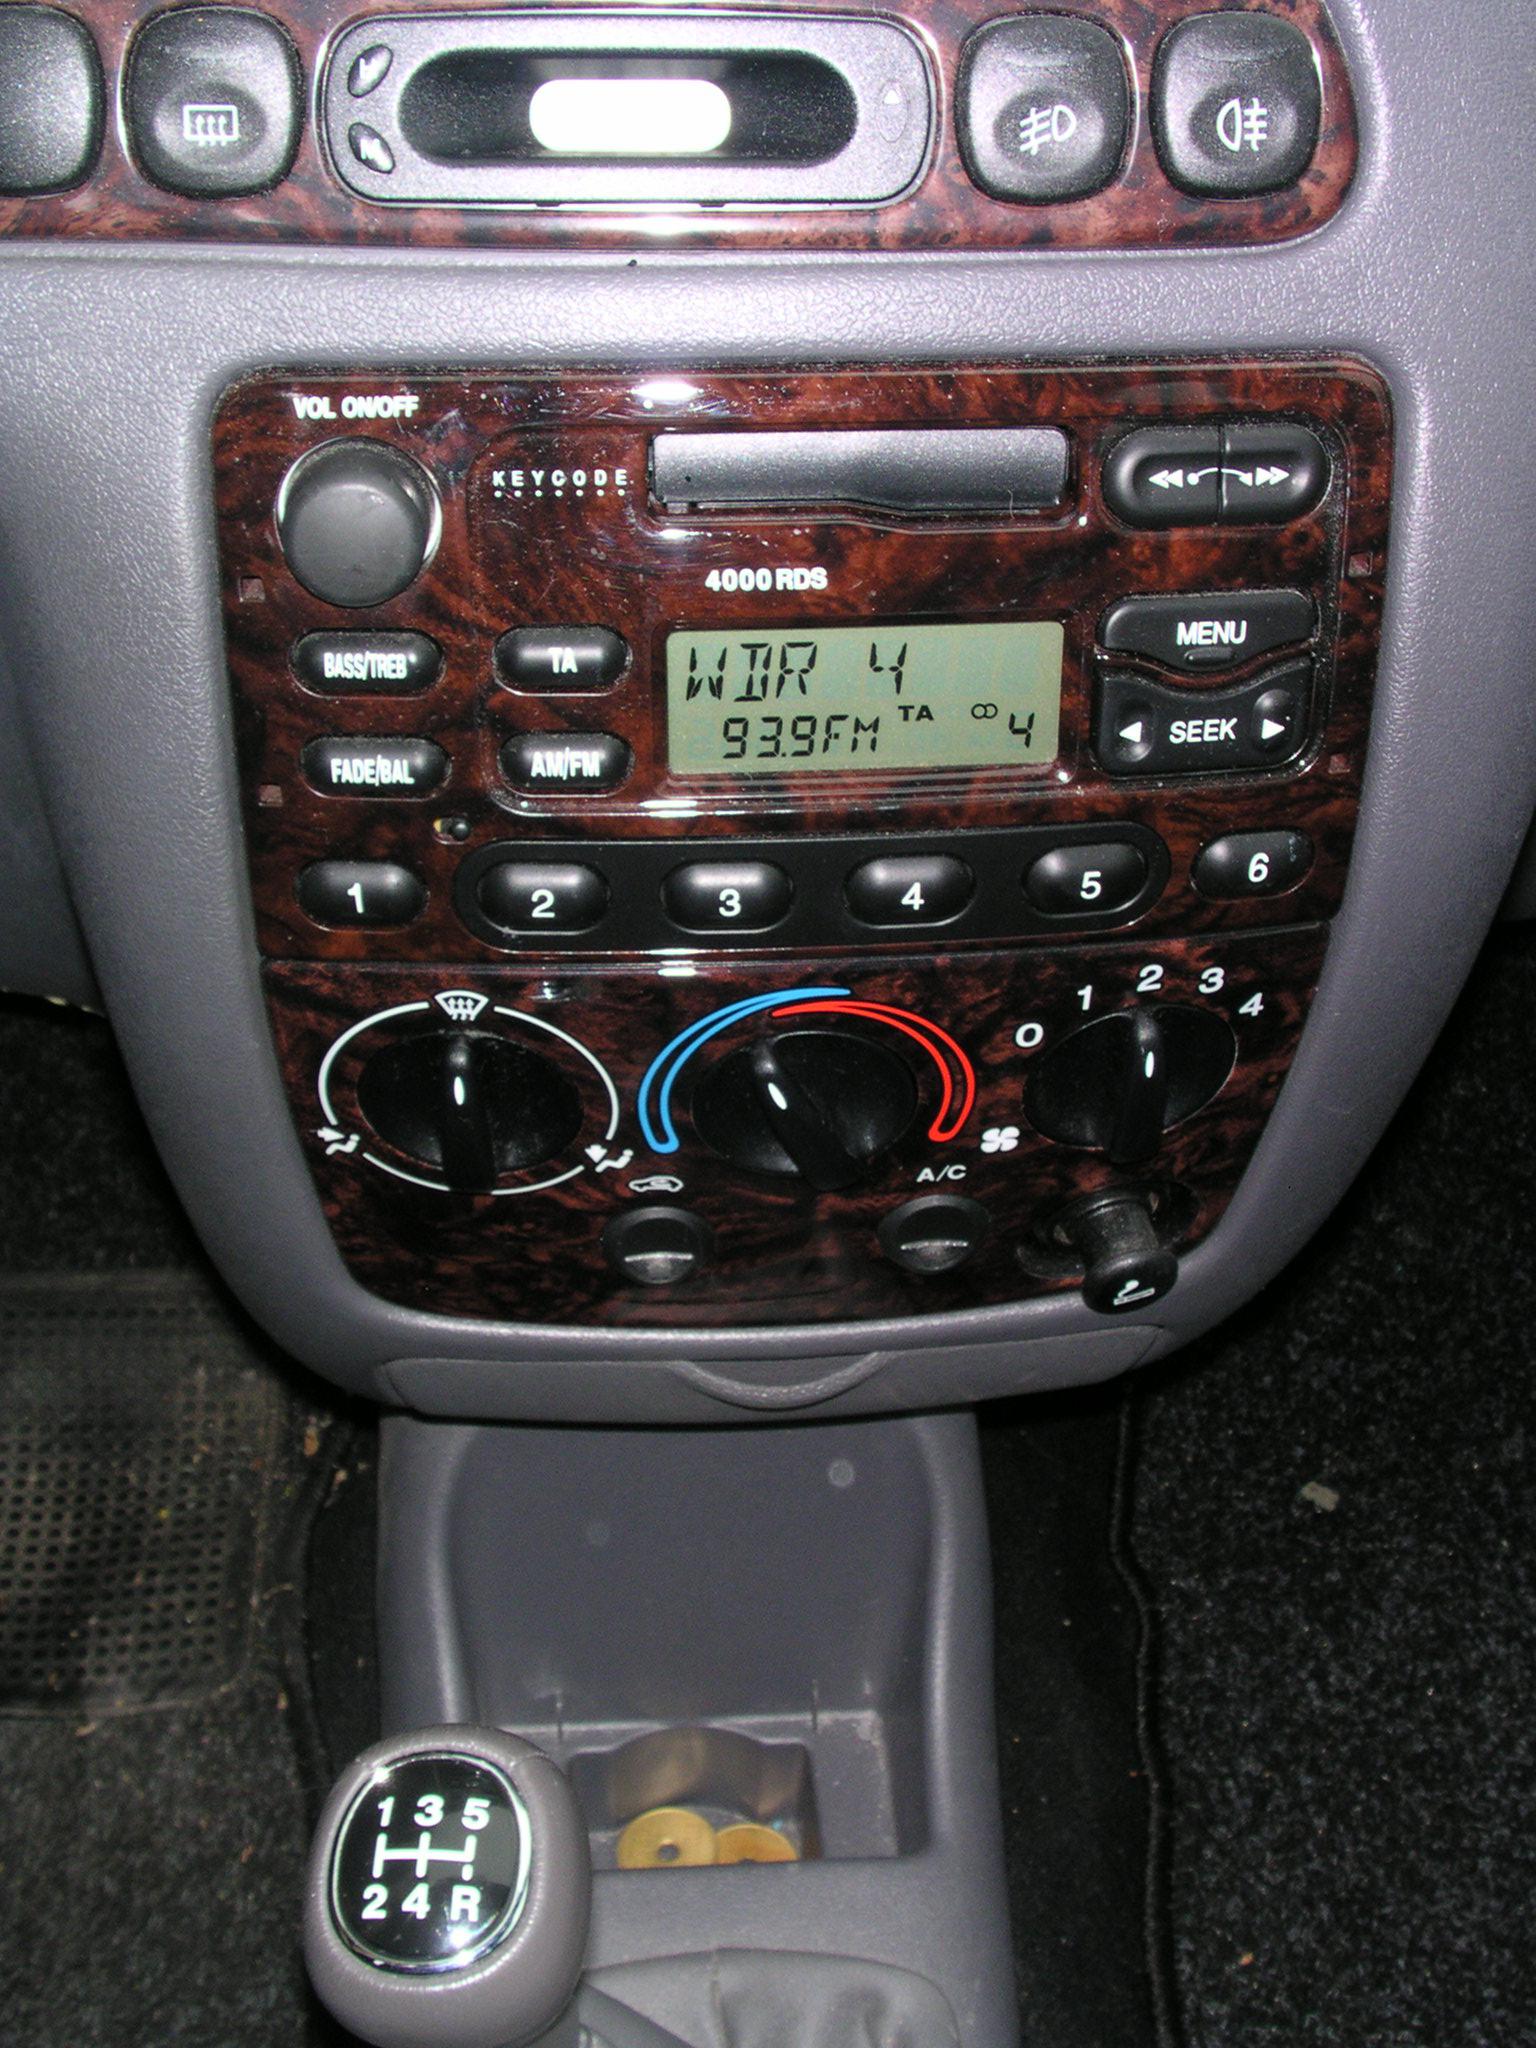 VOL ON/OFF
KEYCODE
4000 RDS
MENU
BASS/TREB
TA
WDR 4
93.9FM TA 4
SEEK
FADE/BAL
AM/FM
1 2 3 4 5 6
0 1 2 3 4
A/C
1 3 5
2 4 R